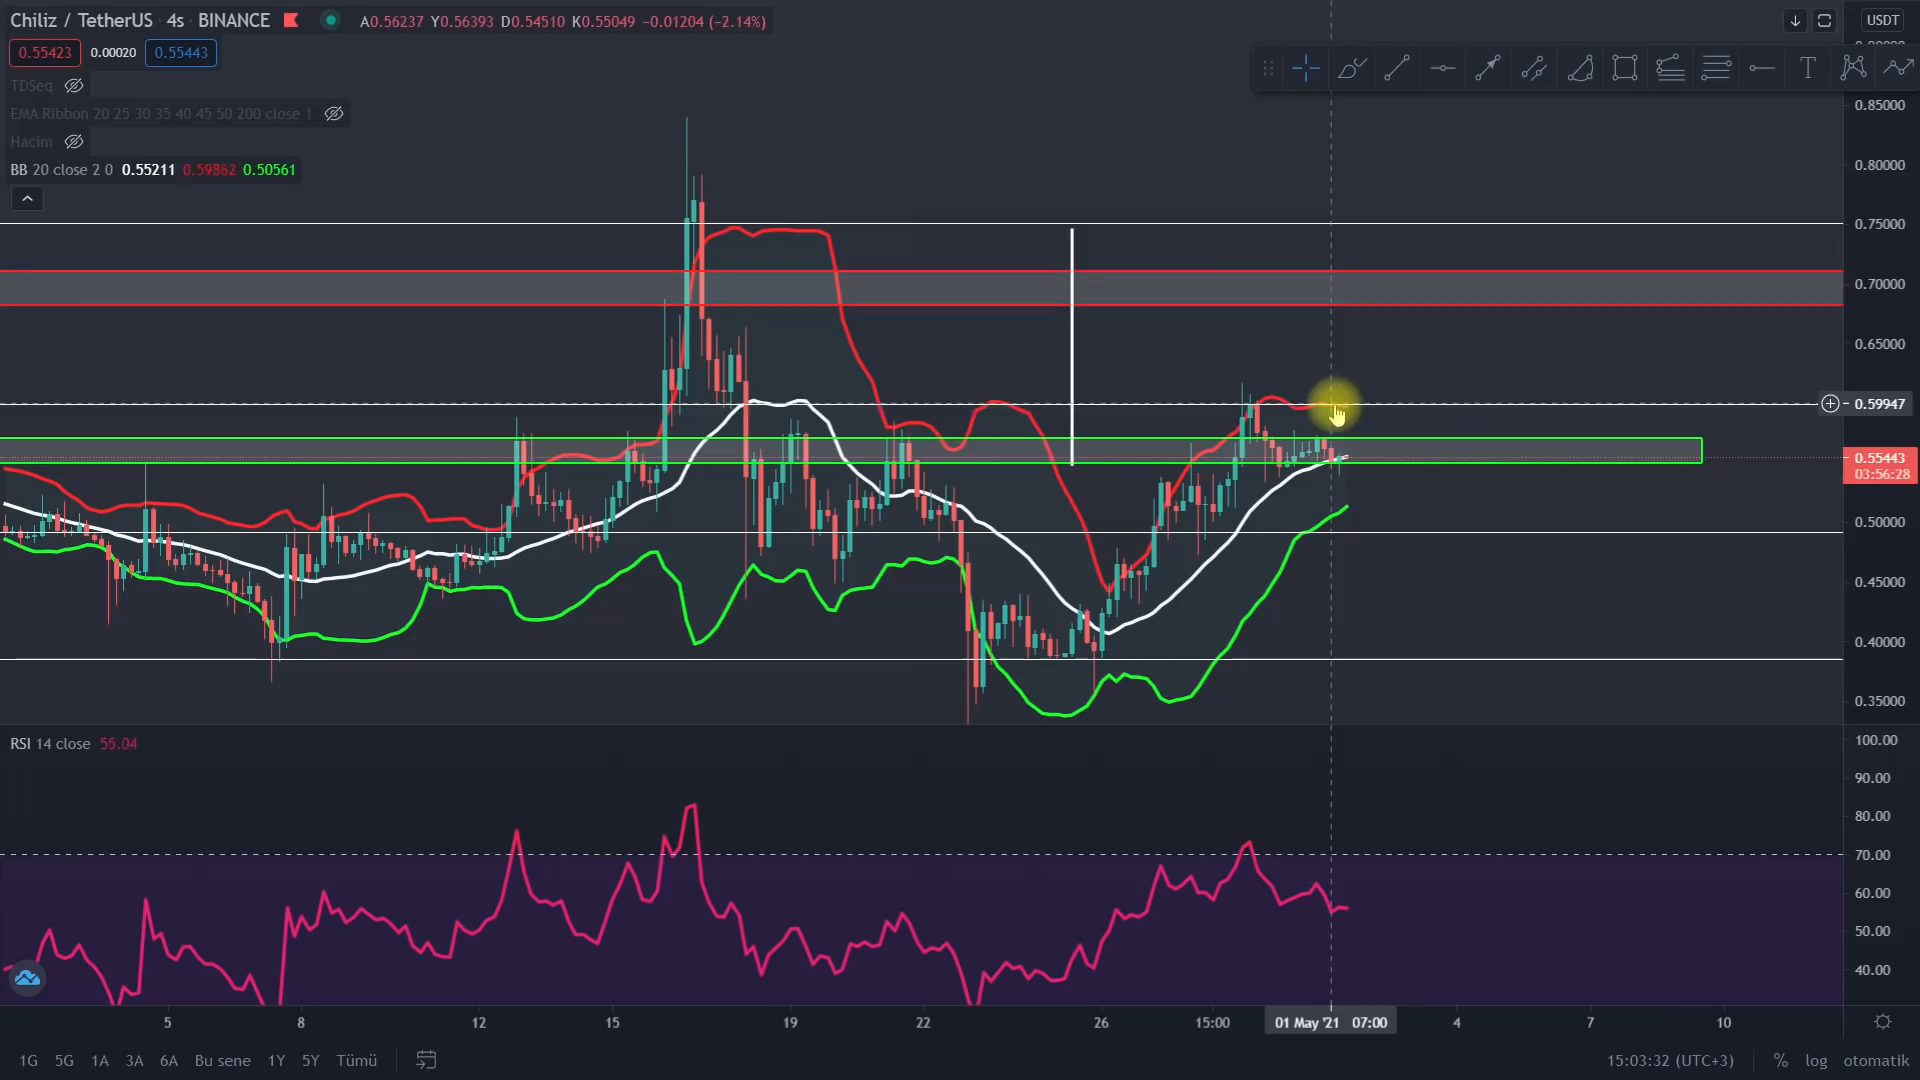 Chiliz / TetherUS · 4s · BINANCE A0.56237 Y0.56393 D0.54510 K0.55049 −0.01204 (−2.14%)
USDT
0.55423 0.00020 0.55443
TDSeq
EMA Ribbon 20 25 30 35 40 45 50 200 close 1
Hacim
BB 20 close 2 0 0.55211 0.59862 0.50561
T
0.85000
0.80000
0.75000
0.70000
0.65000
0.59947
0.55443
03:56:28
0.50000
0.45000
0.40000
0.35000
RSI 14 close 55.04
100.00
90.00
80.00
70.00
60.00
50.00
40.00
5 8 12 15 19 22 26 15:00 01 May '21 07:00 4 7 10
1G 5G 1A 3A 6A Bu sene 1Y 5Y Tümü 15:03:32 (UTC+3) % log otomatik